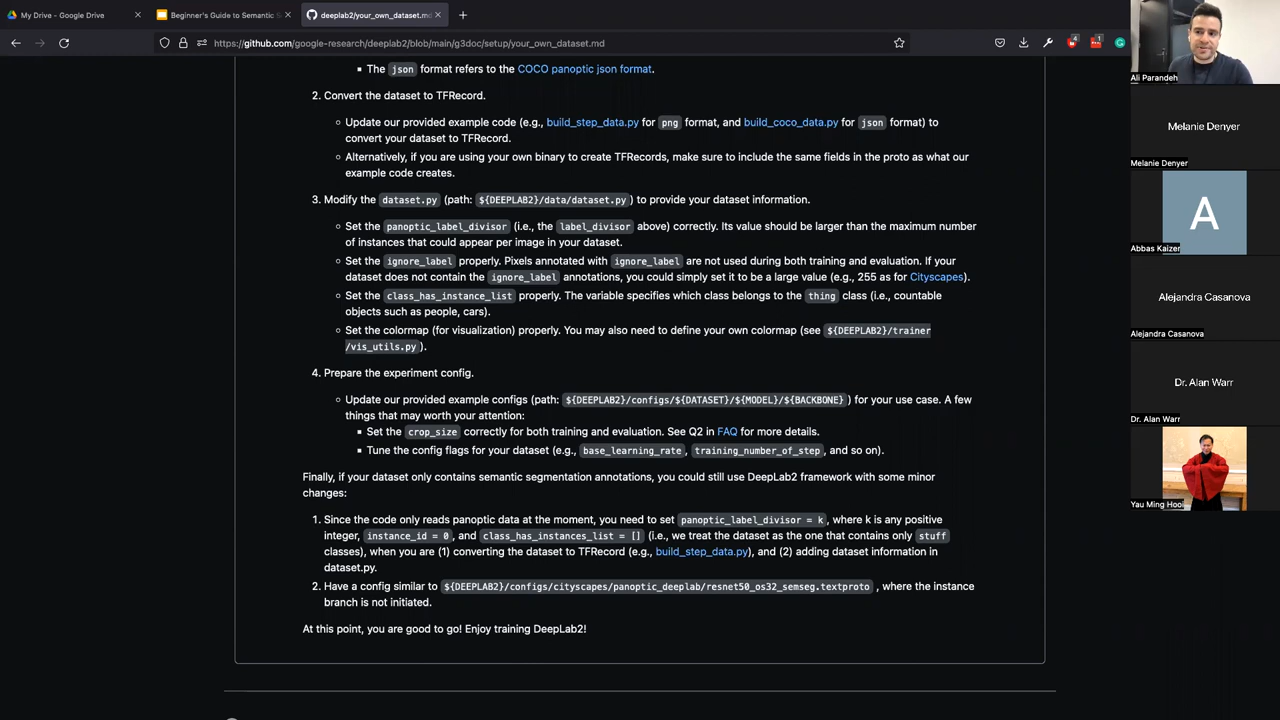 My Drive - Google Drive
Beginner's Guide to Semantic S
deeplab2/your_own_dataset.md
https://github.com/google-research/deeplab2/blob/main/g3doc/setup/your_own_dataset.md
The json format refers to the COCO panoptic json format.
2. Convert the dataset to TFRecord.
Update our provided example code (e.g., build_step_data.py for png format, and build_coco_data.py for json format) to
convert your dataset to TFRecord.
Alternatively, if you are using your own binary to create TFRecords, make sure to include the same fields in the proto as what our
example code creates.
3. Modify the dataset.py (path: ${DEEPLAB2}/data/dataset.py) to provide your dataset information.
Set the panoptic_label_divisor (i.e., the label_divisor above) correctly. Its value should be larger than the maximum number
of instances that could appear per image in your dataset.
Set the ignore_label properly. Pixels annotated with ignore_label are not used during both training and evaluation. If your
dataset does not contain the ignore_label annotations, you could simply set it to be a large value (e.g., 255 as for Cityscapes).
Set the class_has_instance_list properly. The variable specifies which class belongs to the thing class (i.e., countable
objects such as people, cars).
Set the colormap (for visualization) properly. You may also need to define your own colormap (see ${DEEPLAB2}/trainer
/vis_utils.py).
4. Prepare the experiment config.
Update our provided example configs (path: ${DEEPLAB2}/configs/${DATASET}/${MODEL}/${BACKBONE}) for your use case. A few
things that may worth your attention:
Set the crop_size correctly for both training and evaluation. See Q2 in FAQ for more details.
Tune the config flags for your dataset (e.g., base_learning_rate, training_number_of_step, and so on).
Finally, if your dataset only contains semantic segmentation annotations, you could still use DeepLab2 framework with some minor
changes:
1. Since the code only reads panoptic data at the moment, you need to set panoptic_label_divisor = k, where k is any positive
integer, instance_id = 0, and class_has_instances_list = [] (i.e., we treat the dataset as the one that contains only stuff
classes), when you are (1) converting the dataset to TFRecord (e.g., build_step_data.py), and (2) adding dataset information in
dataset.py.
2. Have a config similar to ${DEEPLAB2}/configs/cityscapes/panoptic_deeplab/resnet50_os32_semseg.textproto , where the instance
branch is not initiated.
At this point, you are good to go! Enjoy training DeepLab2!
Ali Parandeh
Melanie Denyer
Melanie Denyer
A
Abbas Kaizer
Alejandra Casanova
Alejandra Casanova
Dr. Alan Warr
Dr. Alan Warr
Yau Ming Hooi